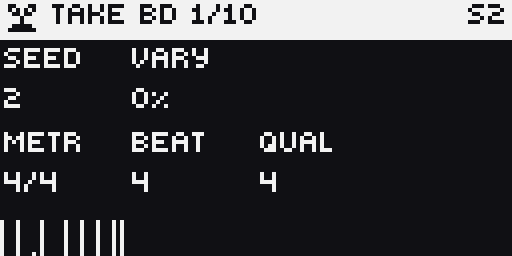 TAKE BD 1/10 S2
SEED VARY
2 0%
METR BEAT QUAL
4/4 4 4